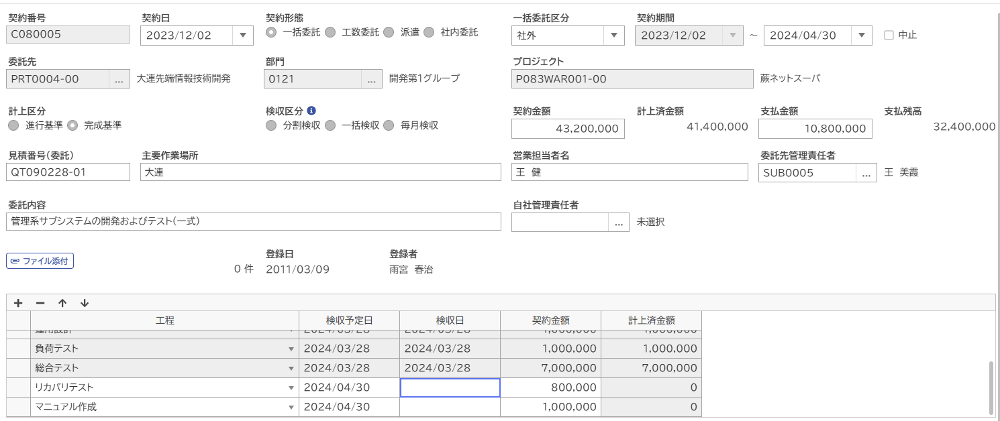 契約番号 契約日 契約形態 一括委託区分 契約期間
C080005 2023/12/02 一括委託 工数委託 派遣 社内委託 社外 2023/12/02 ～ 2024/04/30 中止
委託先 部門 プロジェクト
PRT0004-00 ... 大連先端情報技術開発 0121 ... 開発第1グループ P083WAR001-00 蕨ネットスーパ
計上区分 検収区分 契約金額 計上済金額 支払金額 支払残高
進行基準 完成基準 分割検収 一括検収 毎月検収 43,200,000 41,400,000 10,800,000 32,400,000
見積番号(委託) 主要作業場所 営業担当者名 委託先管理責任者
QT090228-01 大連 王 健 SUB0005 ... 王 美霞
委託内容 自社管理責任者
管理系サブシステムの開発およびテスト(一式) ... 未選択
ファイル添付 0 件 登録日 登録者
2011/03/09 雨宮 春治
工程 検収予定日 検収日 契約金額 計上済金額
運用設計 2024/03/28 2024/03/28 1,000,000 1,000,000
負荷テスト 2024/03/28 2024/03/28 1,000,000 1,000,000
総合テスト 2024/03/28 2024/03/28 7,000,000 7,000,000
リカバリテスト 2024/04/30 800,000 0
マニュアル作成 2024/04/30 1,000,000 0